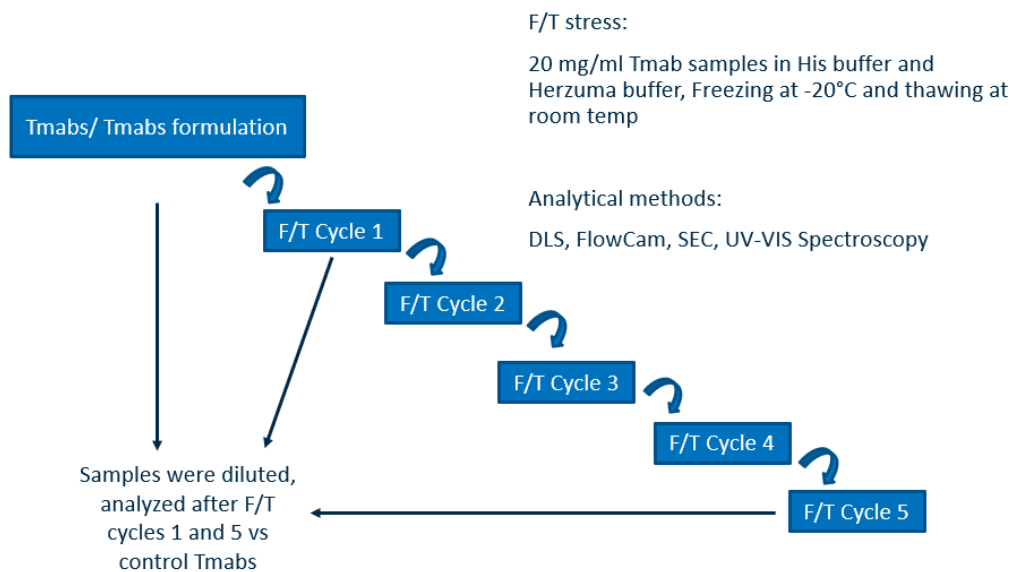 F/T stress:
20 mg/ml Tmab samples in His buffer and
Herzuma buffer, Freezing at -20°C and thawing at
room temp
Tmabs/ Tmabs formulation
Analytical methods:
DLS, FlowCam, SEC, UV-VIS Spectroscopy
F/T Cycle 1
F/T Cycle 2
F/T Cycle 3
F/T Cycle 4
F/T Cycle 5
Samples were diluted,
analyzed after F/T
cycles 1 and 5 vs
control Tmabs